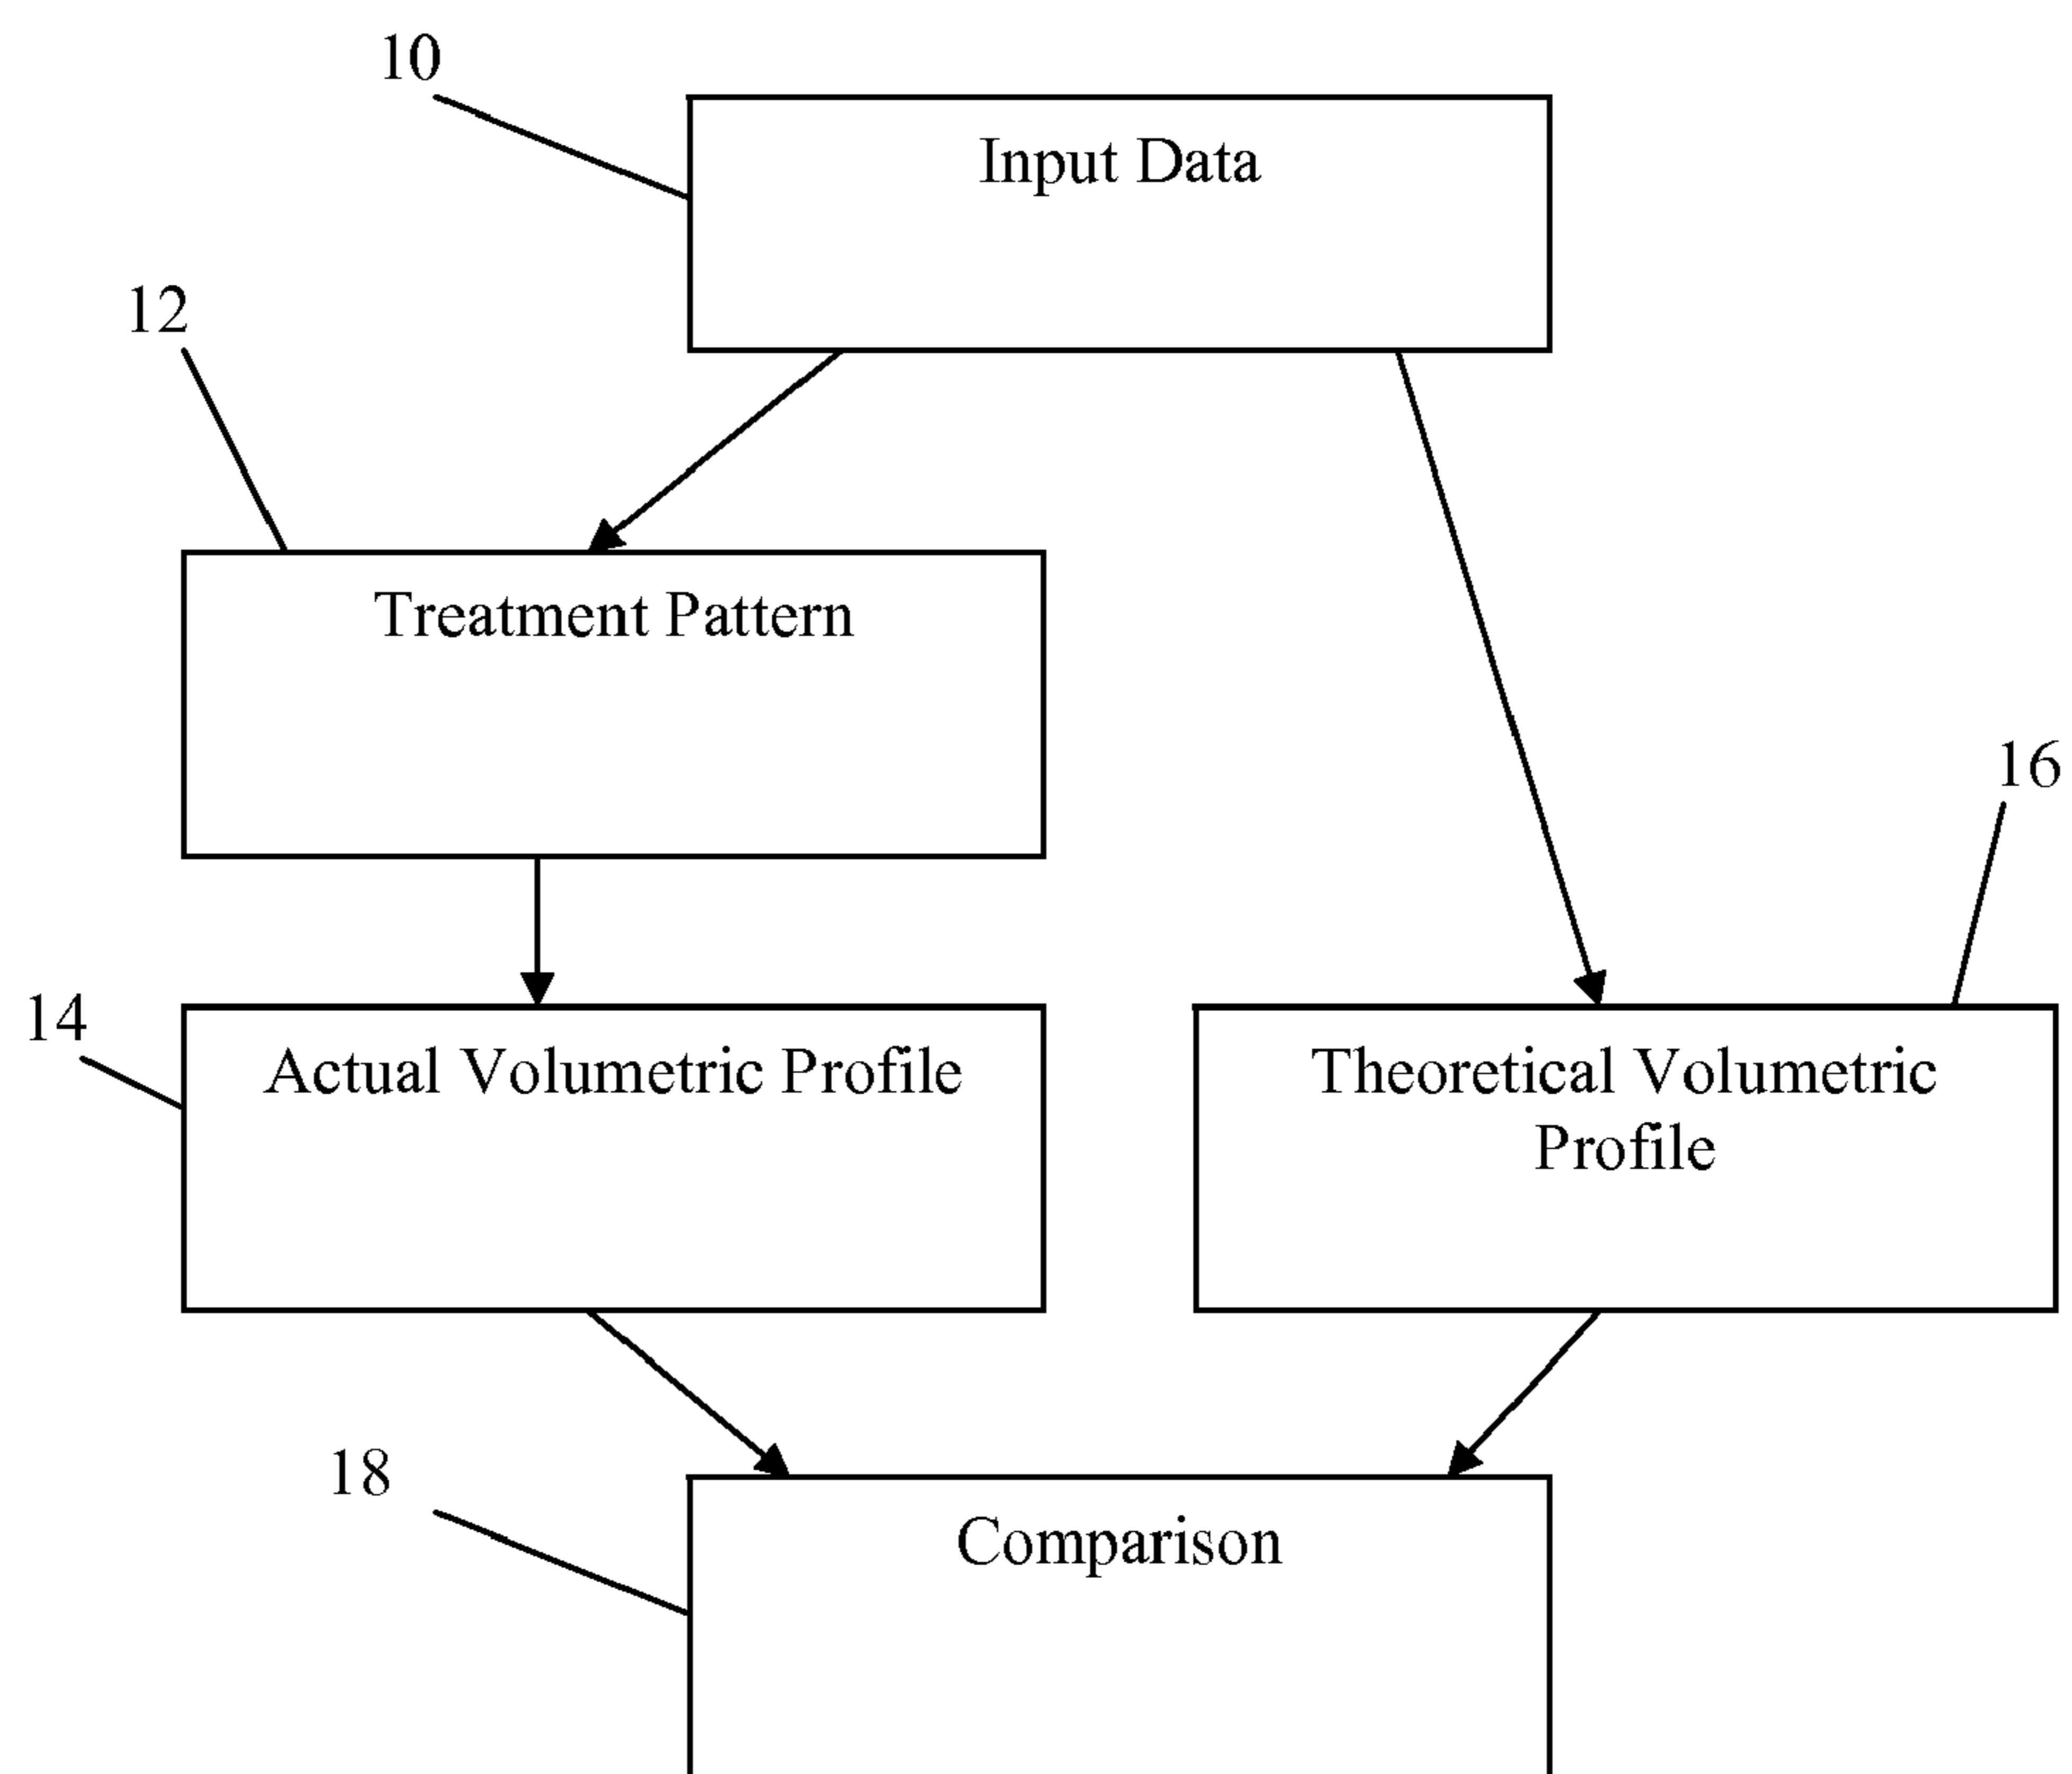 10
Input Data
12
Treatment Pattern
16
14
Actual Volumetric Profile
Theoretical Volumetric
Profile
18
Comparison